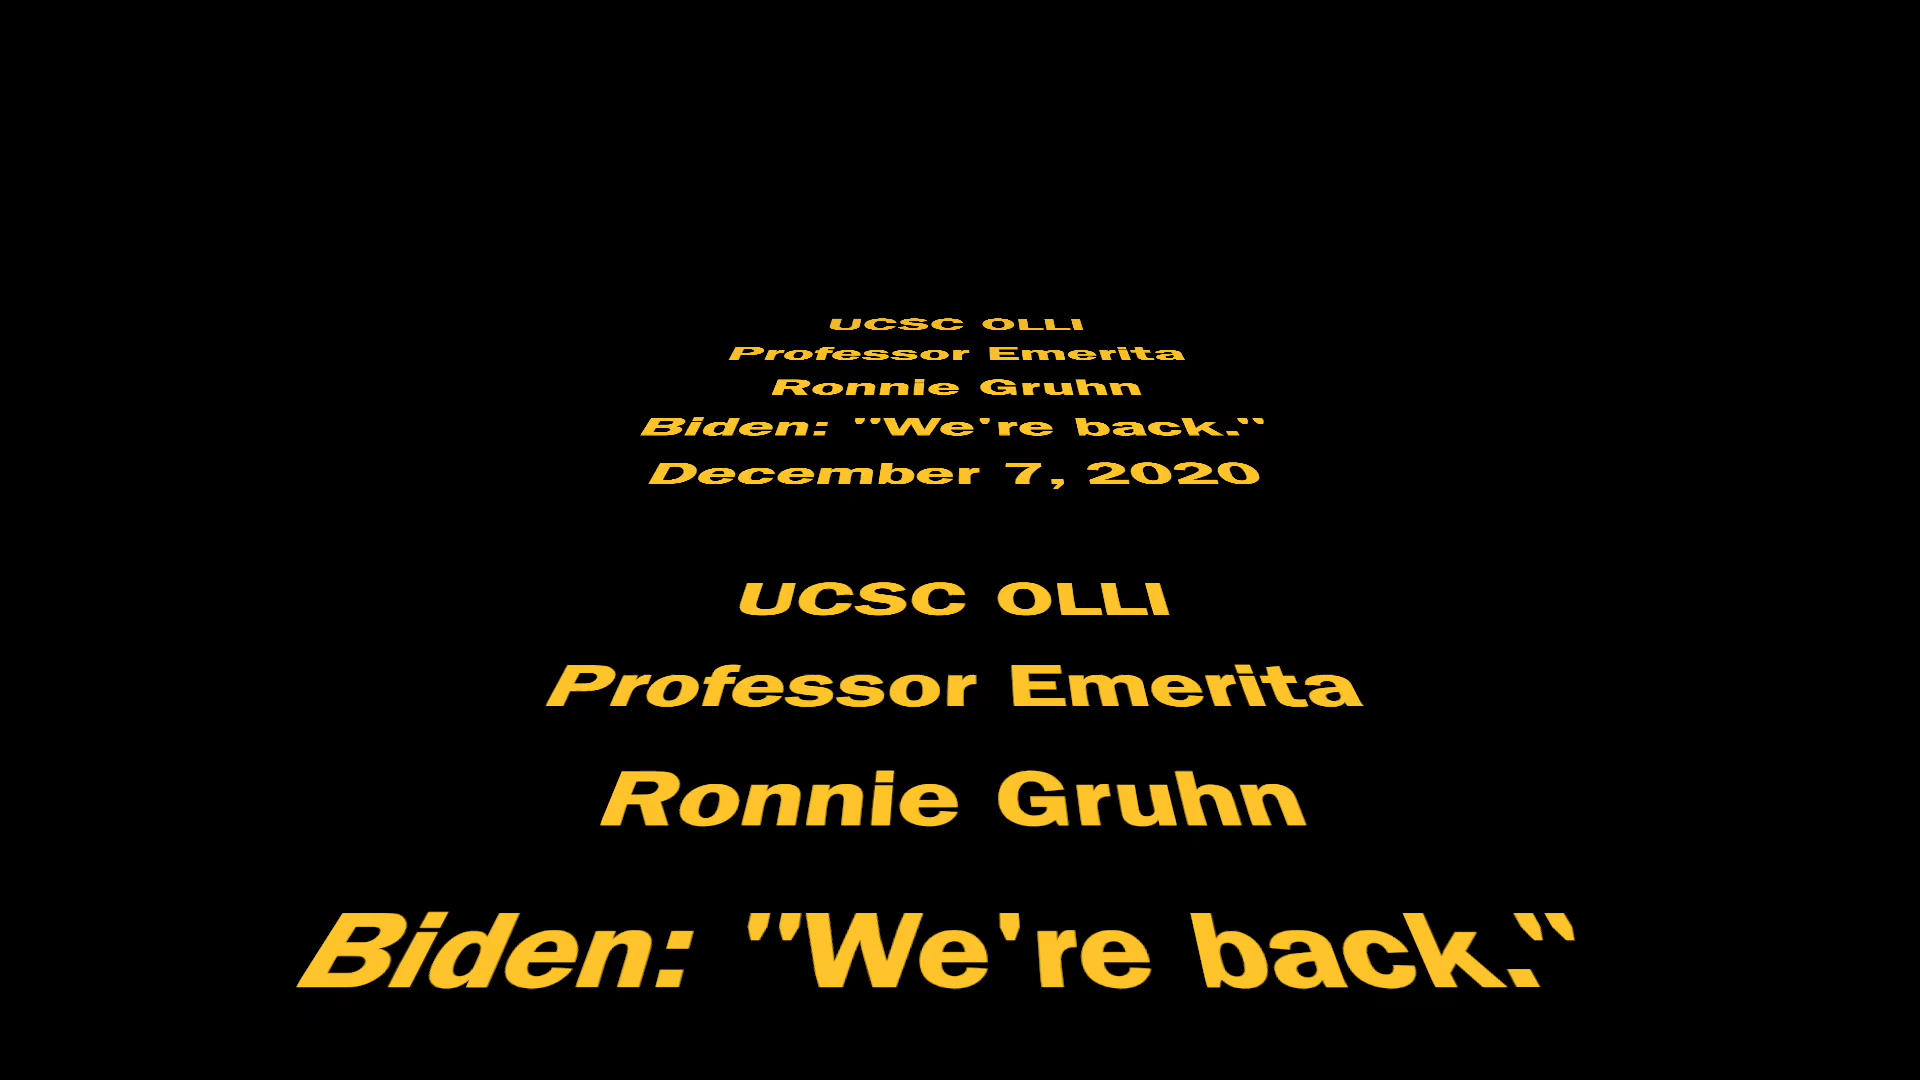 UCSC OLLI
Professor Emerita
Ronnie Gruhn
Biden: "We're back."
December 7, 2020
UCSC OLLI
Professor Emerita
Ronnie Gruhn
Biden: "We're back."